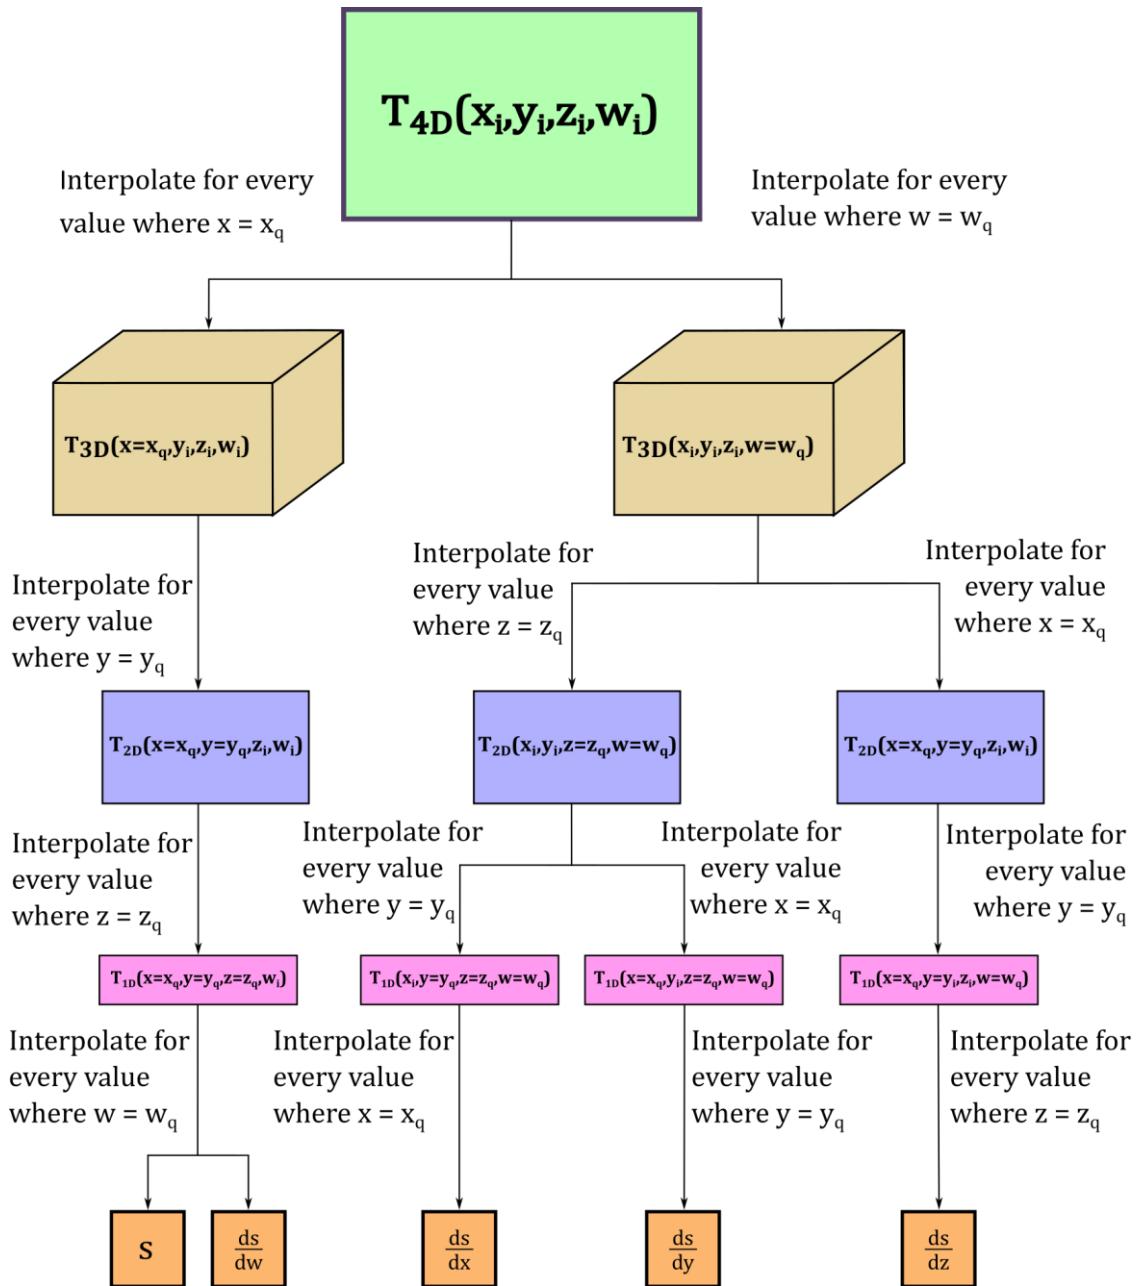 T4D(xi,yi,zi,wi)
Interpolate for every
value where x = xq
Interpolate for every
value where w = wq
T3D(x=xq,yi,zi,wi)
T3D(xi,yi,zi,w=wq)
Interpolate for
every value
where y = yq
Interpolate for
every value
where z = zq
Interpolate for
every value
where x = xq
T2D(x=xq,y=yq,zi,wi)
T2D(xi,yi,z=zq,w=wq)
T2D(x=xq,y=yq,zi,wi)
Interpolate for
every value
where z = zq
Interpolate for
every value
where y = yq
Interpolate for
every value
where x = xq
Interpolate for
every value
where y = yq
T1D(x=xq,y=yq,z=zq,wi)
T1D(xi,y=yq,z=zq,w=wq)
T1D(x=xq,yi,z=zq,w=wq)
T1D(x=xq,y=yi,zi,w=wq)
Interpolate for
every value
where w = wq
Interpolate for
every value
where x = xq
Interpolate for
every value
where y = yq
Interpolate for
every value
where z = zq
s
ds
dw
ds
dx
ds
dy
ds
dz